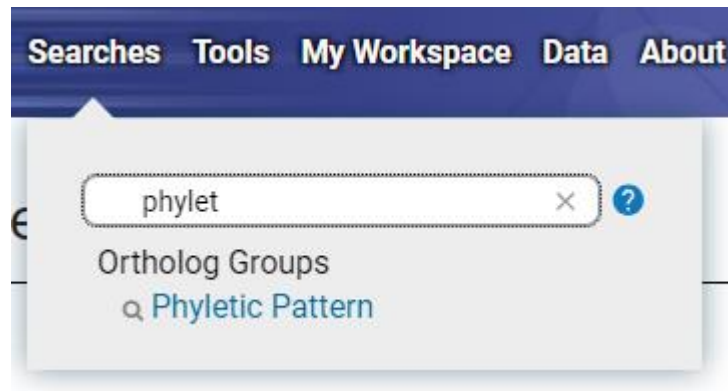 Searches Tools My Workspace Data About
phylet × ?
Ortholog Groups
Phyletic Pattern